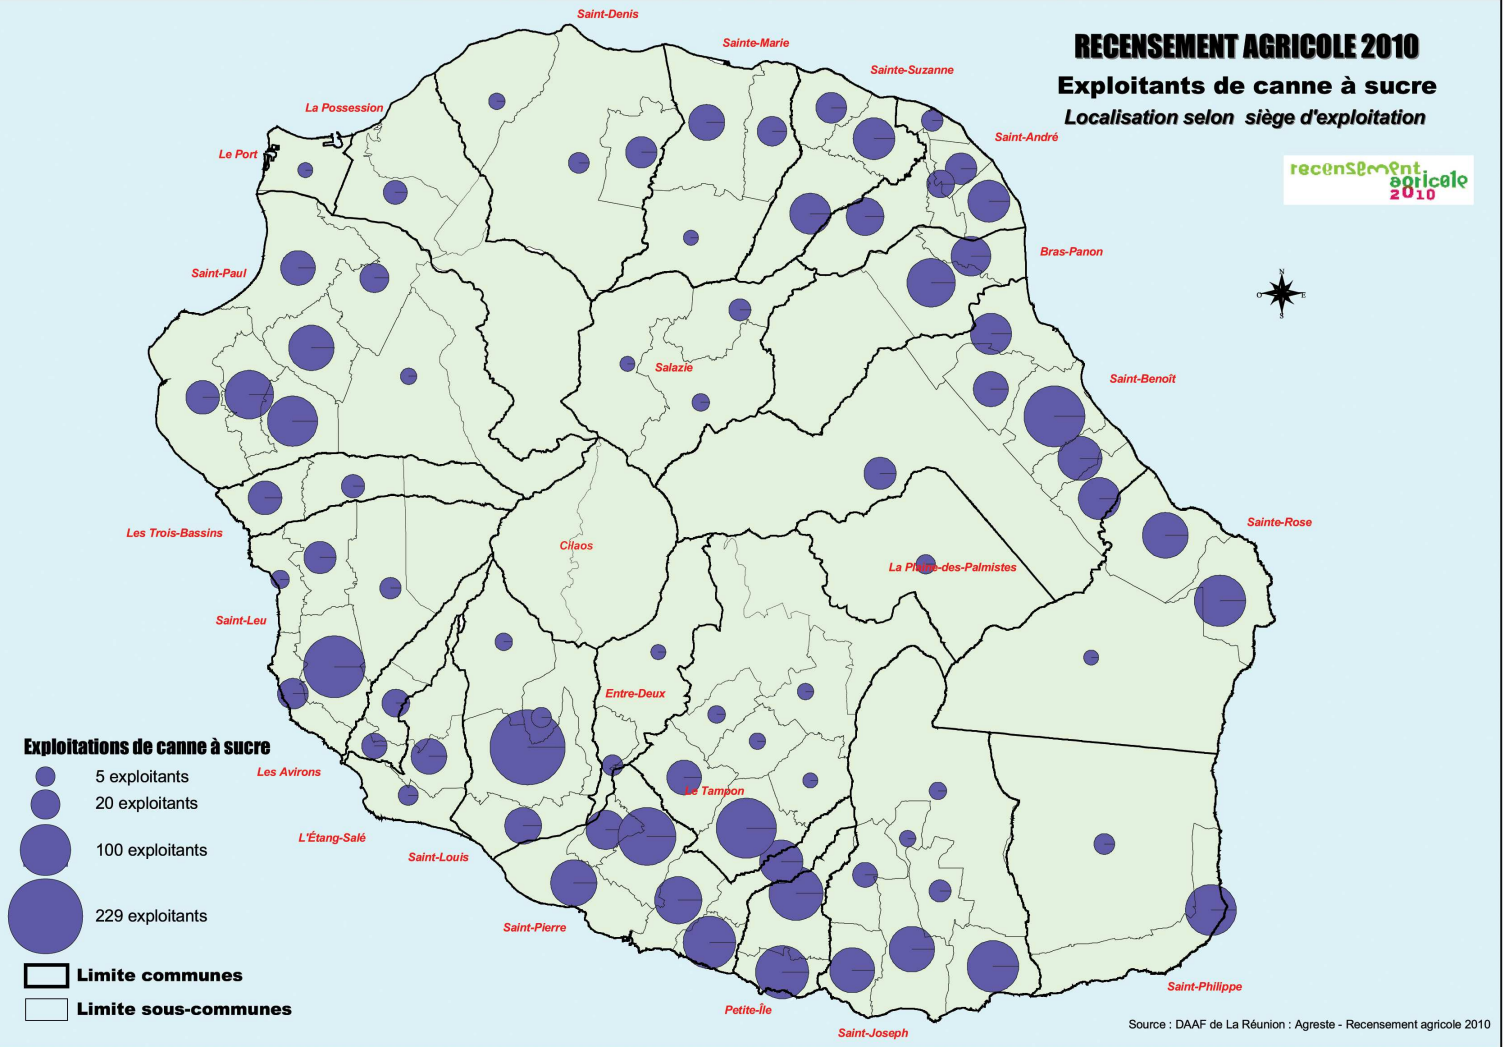 RECENSEMENT AGRICOLE 2010
Exploitants de canne à sucre
Localisation selon siège d'exploitation
recensement
agricole
2010
N
O
E
S
Saint-Denis
Sainte-Marie
Sainte-Suzanne
La Possession
Saint-André
Le Port
Bras-Panon
Saint-Paul
Salazie
Saint-Benoît
Sainte-Rose
Les Trois-Bassins
Cilaos
La Plaine-des-Palmistes
Saint-Leu
Entre-Deux
Les Avirons
Le Tampon
L'Étang-Salé
Saint-Louis
Saint-Pierre
Saint-Philippe
Petite-Île
Saint-Joseph
Exploitations de canne à sucre
5 exploitants
20 exploitants
100 exploitants
229 exploitants
Limite communes
Limite sous-communes
Source : DAAF de La Réunion : Agreste - Recensement agricole 2010